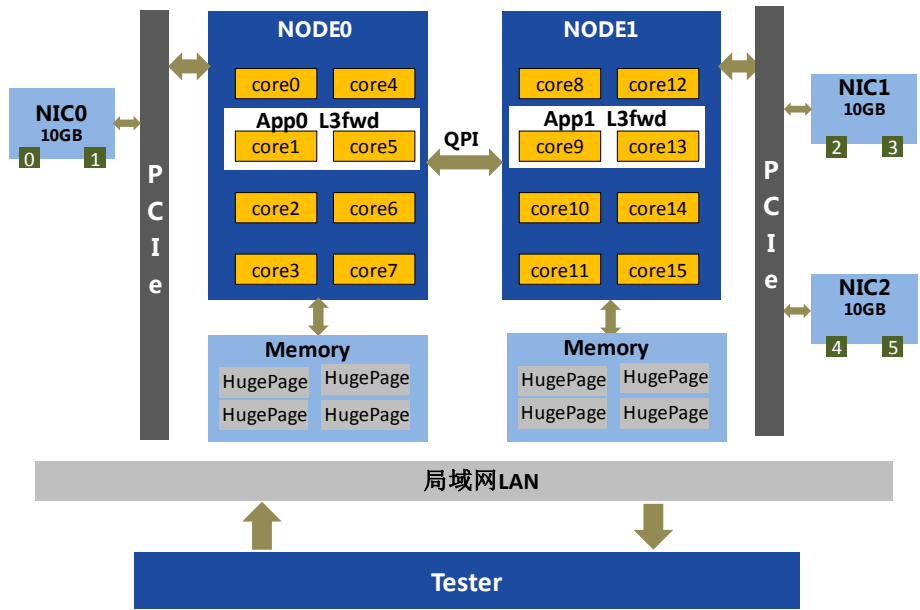 NODE0
core0 core4
App0 L3fwd
core1 core5
core2 core6
core3 core7
NODE1
core8 core12
App1 L3fwd
core9 core13
core10 core14
core11 core15
QPI
NIC0
10GB
0 1
PCIe
NIC1
10GB
2 3
PCIe
NIC2
10GB
4 5
Memory
HugePage HugePage
HugePage HugePage
Memory
HugePage HugePage
HugePage HugePage
局域网LAN
Tester